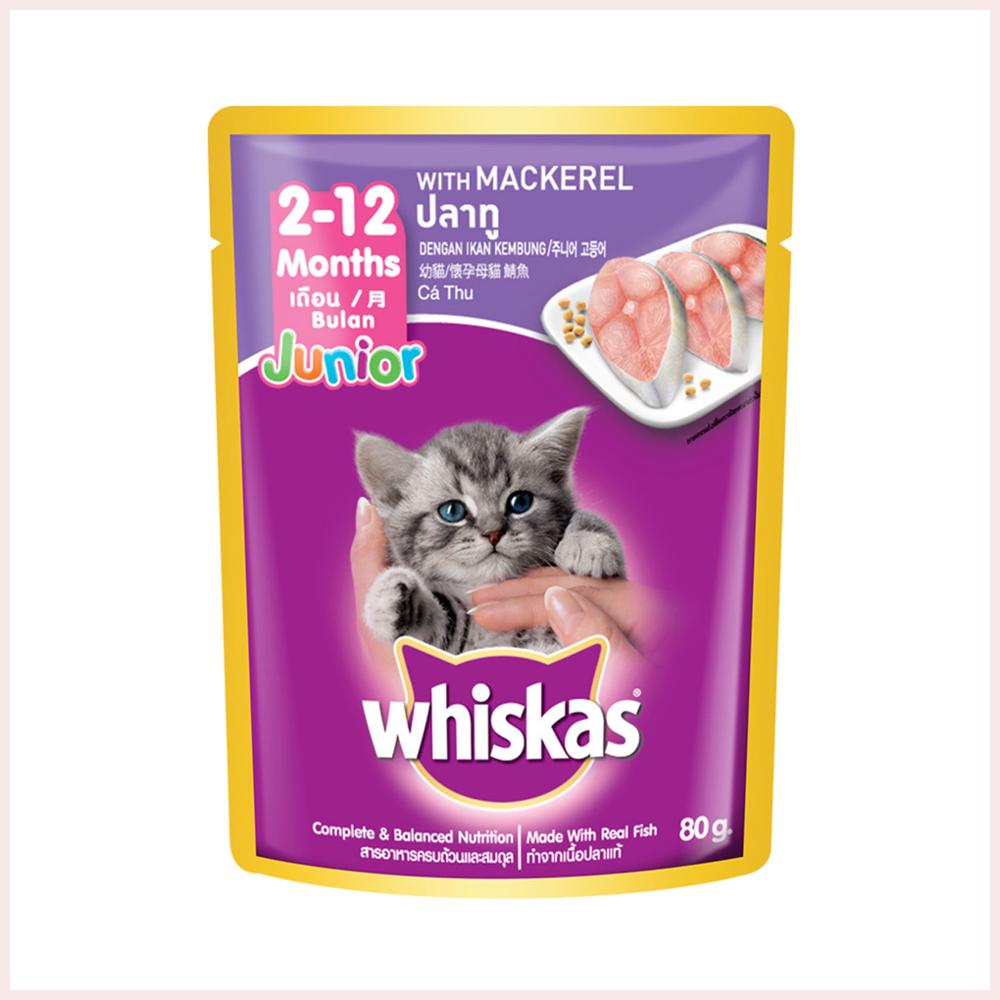 2-12
Months
เดือน / 月
Bulan
Junior
WITH MACKEREL
ปลาทู
DENGAN IKAN KEMBUNG/주니어 고등어
幼貓/懷孕母貓 鯖魚
Cá Thu
whiskas®
Complete & Balanced Nutrition
สารอาหารครบถ้วนและสมดุล
Made With Real Fish
ทำจากเนื้อปลาแท้
80 g.